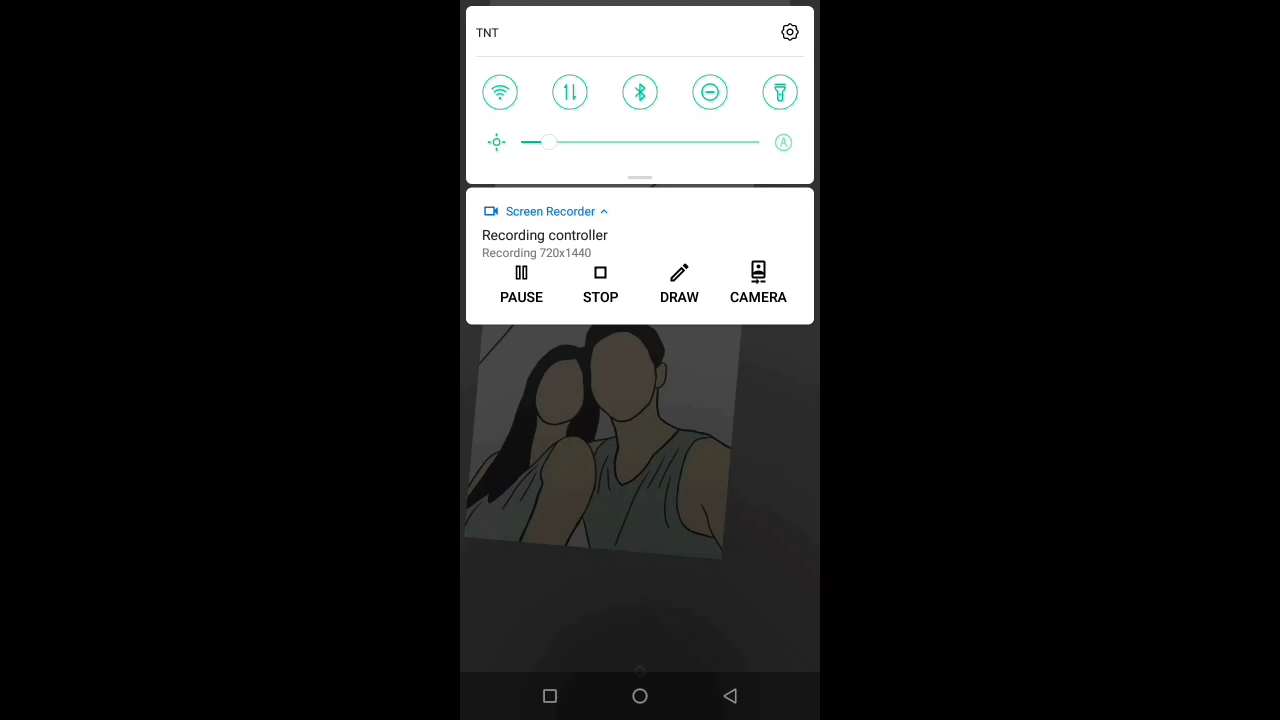 TNT
A
Screen Recorder
Recording controller
Recording 720x1440
PAUSE STOP DRAW CAMERA